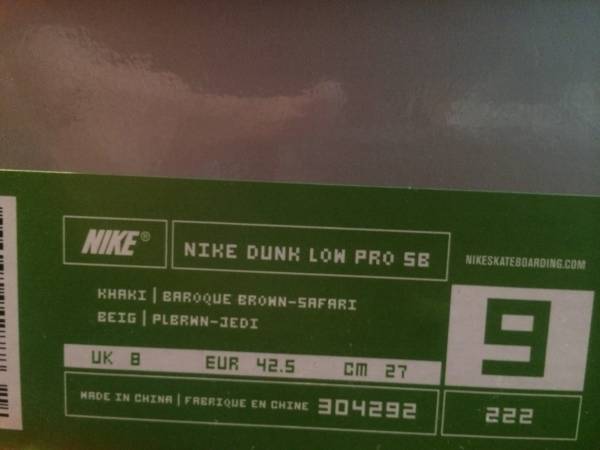 NIKE® NIKE DUNK LOW PRO SB NIKESKATEBOARDING.COM
KHAKI | BAROQUE BROWN-SAFARI
BEIG | PLBRWN-JEDI
9
UK 8 EUR 42.5 CM 27
MADE IN CHINA | FABRIQUE EN CHINE 304292 222